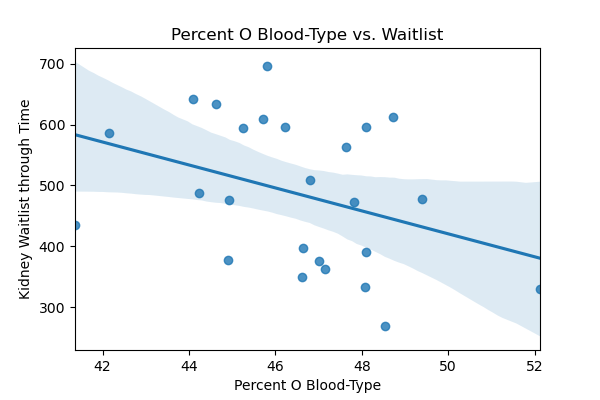 Percent O Blood-Type vs. Waitlist
Kidney Waitlist through Time
700
600
500
400
300
42 44 46 48 50 52
Percent O Blood-Type